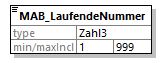 MAB_LaufendeNummer
type Zahl3
min/maxIncl 1 999